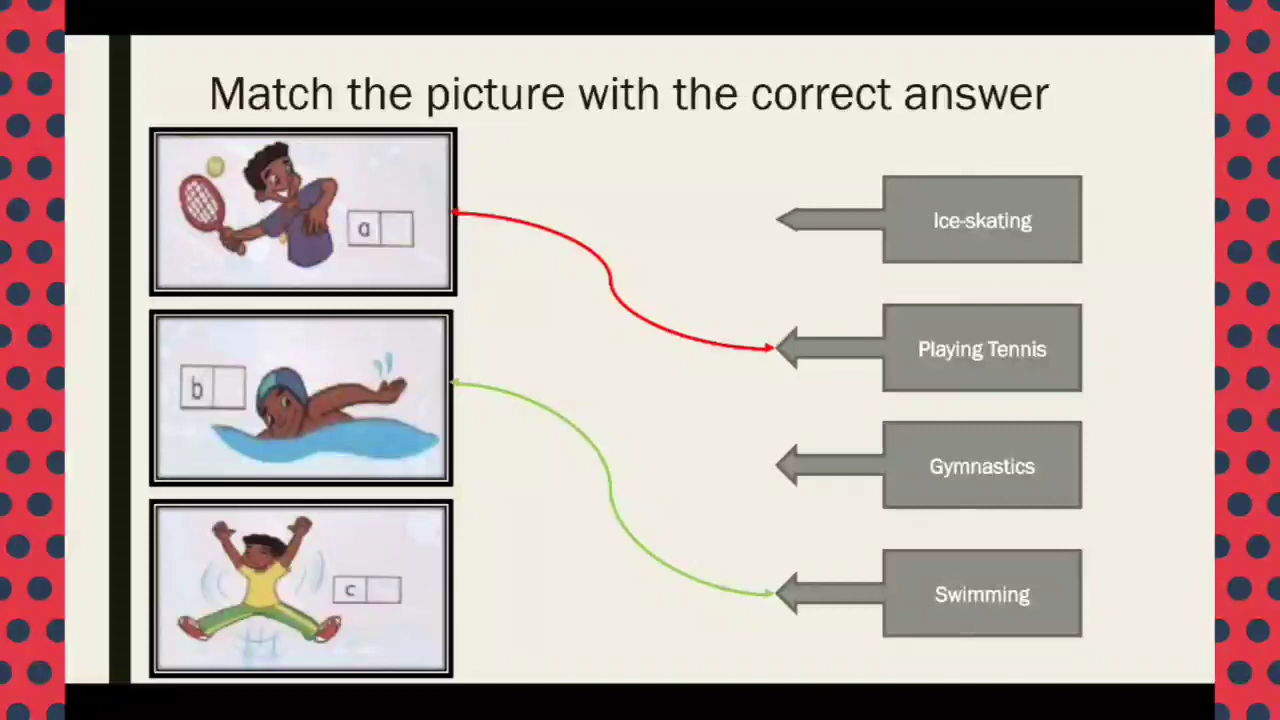 Match the picture with the correct answer
a
Ice-skating
Playing Tennis
b
Gymnastics
c
Swimming